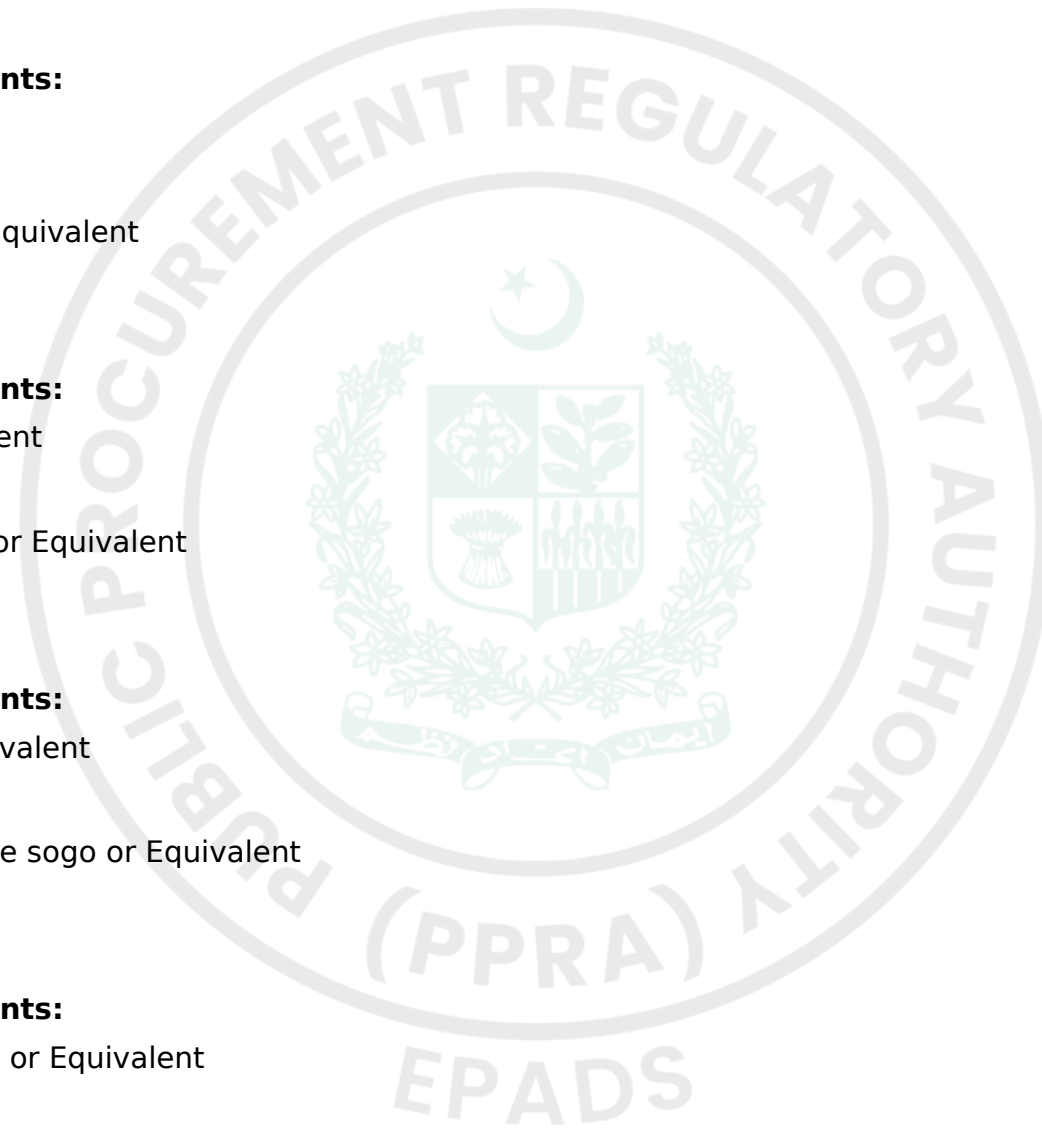 nts:
quivalent
nts:
ent
or Equivalent
nts:
valent
e sogo or Equivalent
nts:
or Equivalent
PUBLIC PROCUREMENT REGULATORY AUTHORITY
(PPRA)
EPADS